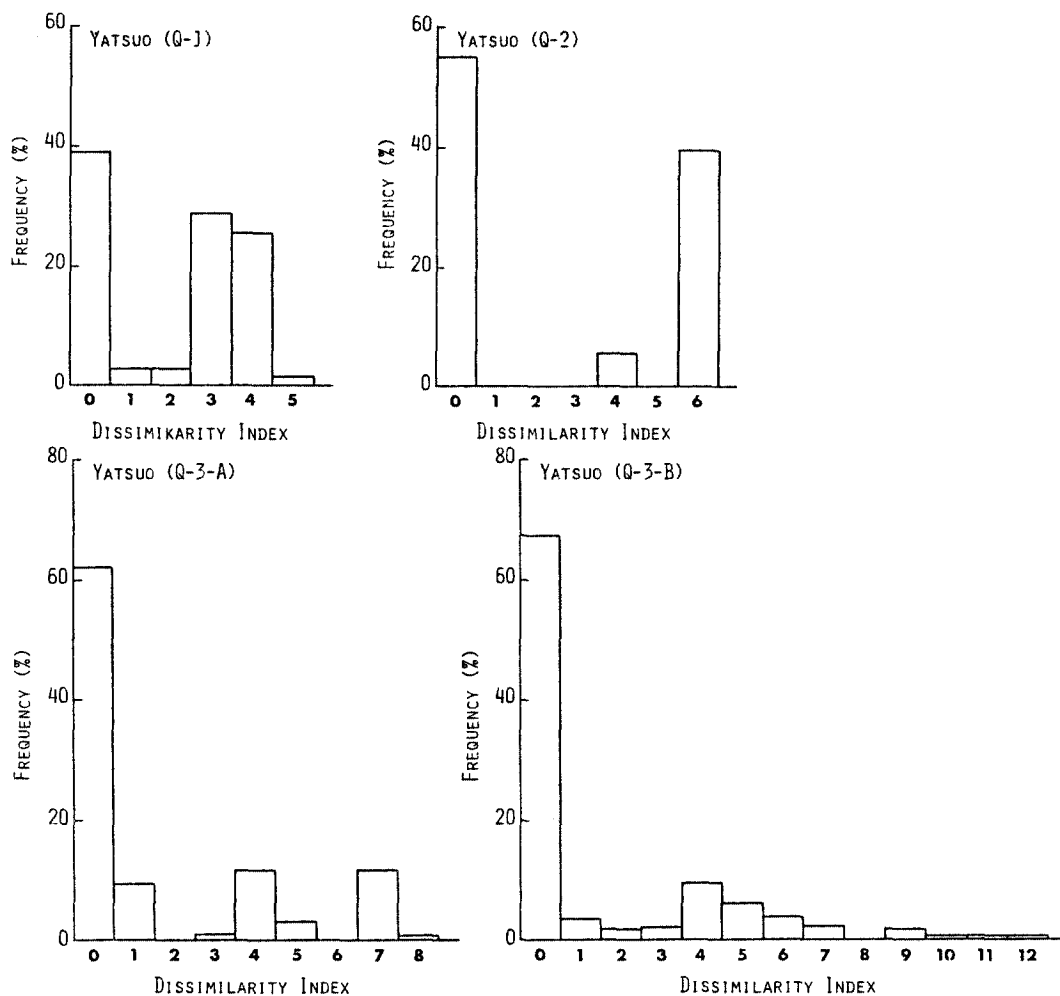 YATSUO (Q-1)
60
40
20
0
FREQUENCY (%)
0 1 2 3 4 5
DISSIMIKARITY INDEX
YATSUO (Q-2)
60
40
20
0
FREQUENCY (%)
0 1 2 3 4 5 6
DISSIMILARITY INDEX
YATSUO (Q-3-A)
80
60
40
20
0
FREQUENCY (%)
0 1 2 3 4 5 6 7 8
DISSIMILARITY INDEX
YATSUO (Q-3-B)
80
60
40
20
0
FREQUENCY (%)
0 1 2 3 4 5 6 7 8 9 10 11 12
DISSIMILARITY INDEX